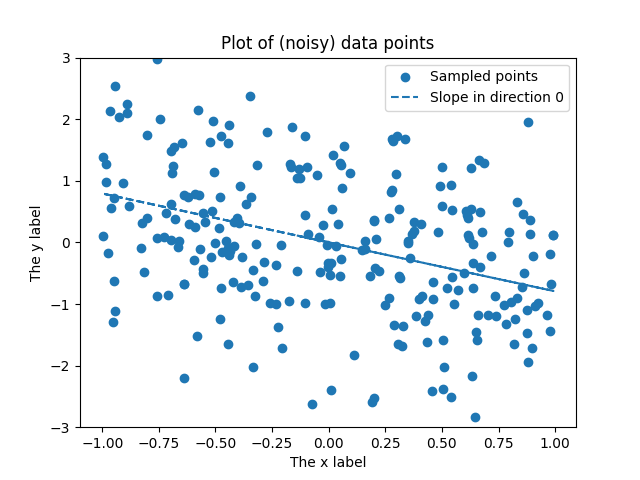 Plot of (noisy) data points
Sampled points
Slope in direction 0
3
2
1
0
−1
−2
−3
The y label
−1.00 −0.75 −0.50 −0.25 0.00 0.25 0.50 0.75 1.00
The x label